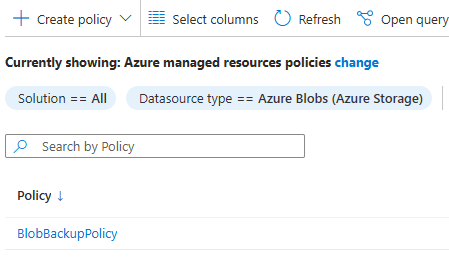 Create policy Select columns Refresh Open query
Currently showing: Azure managed resources policies change
Solution == All Datasource type == Azure Blobs (Azure Storage)
Search by Policy
Policy ↓
BlobBackupPolicy